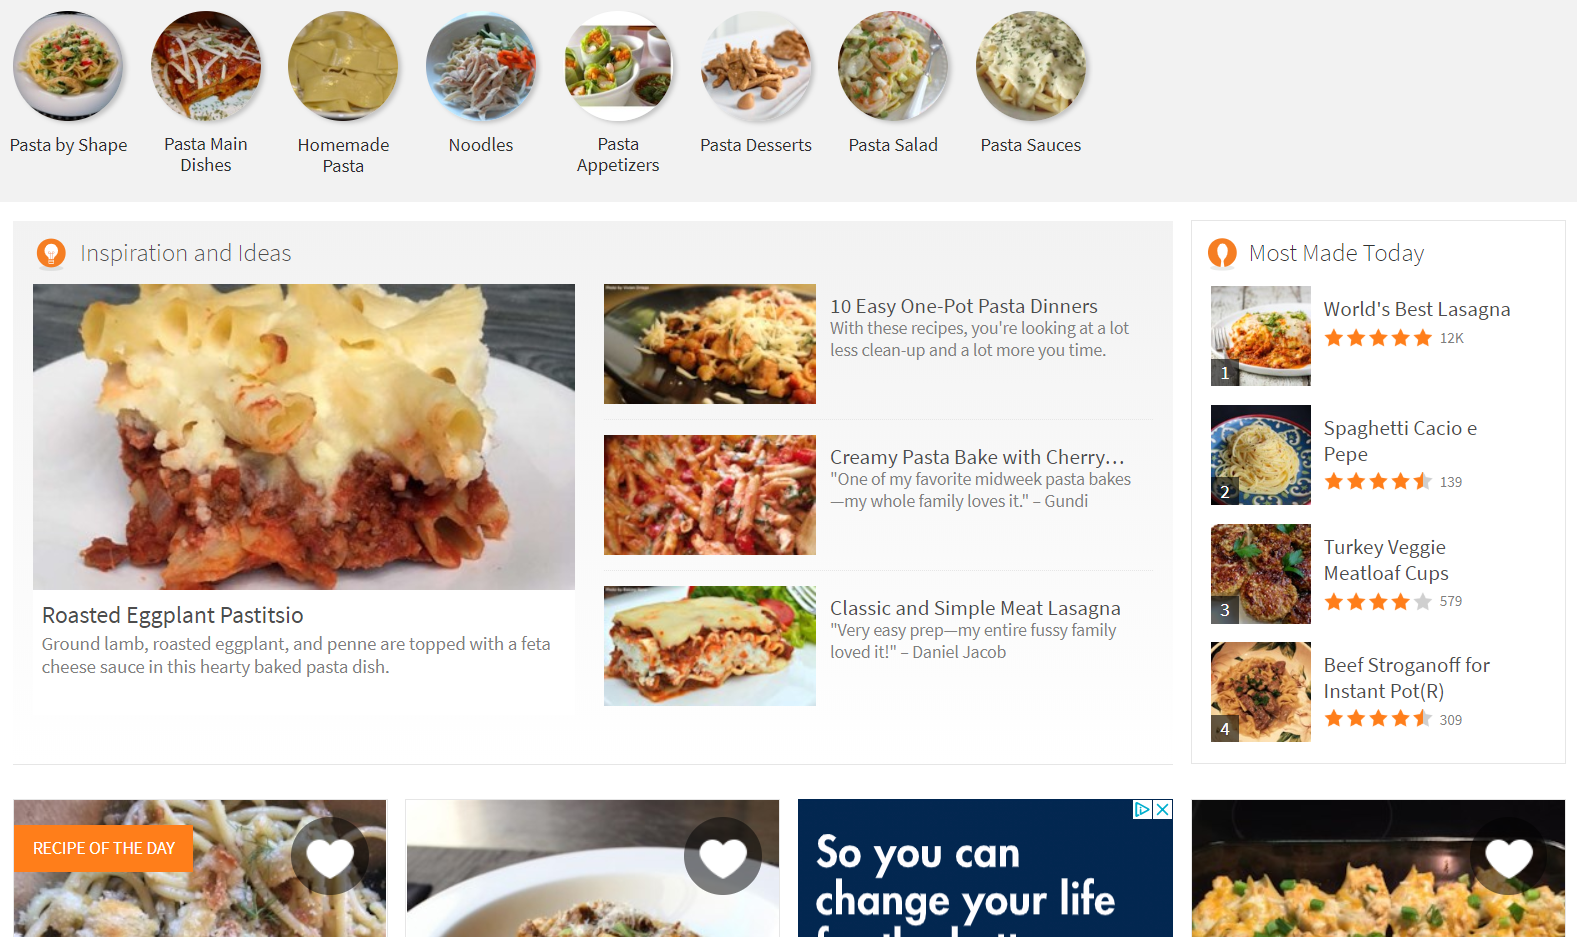 Pasta by Shape
Pasta Main
Dishes
Homemade
Pasta
Noodles
Pasta
Appetizers
Pasta Desserts
Pasta Salad
Pasta Sauces
Inspiration and Ideas
Roasted Eggplant Pastitsio
Ground lamb, roasted eggplant, and penne are topped with a feta
cheese sauce in this hearty baked pasta dish.
10 Easy One-Pot Pasta Dinners
With these recipes, you're looking at a lot
less clean-up and a lot more you time.
Creamy Pasta Bake with Cherry…
"One of my favorite midweek pasta bakes
—my whole family loves it." – Gundi
Classic and Simple Meat Lasagna
"Very easy prep—my entire fussy family
loved it!" – Daniel Jacob
Most Made Today
1
World's Best Lasagna
12K
2
Spaghetti Cacio e
Pepe
139
3
Turkey Veggie
Meatloaf Cups
579
4
Beef Stroganoff for
Instant Pot(R)
309
RECIPE OF THE DAY
So you can
change your life